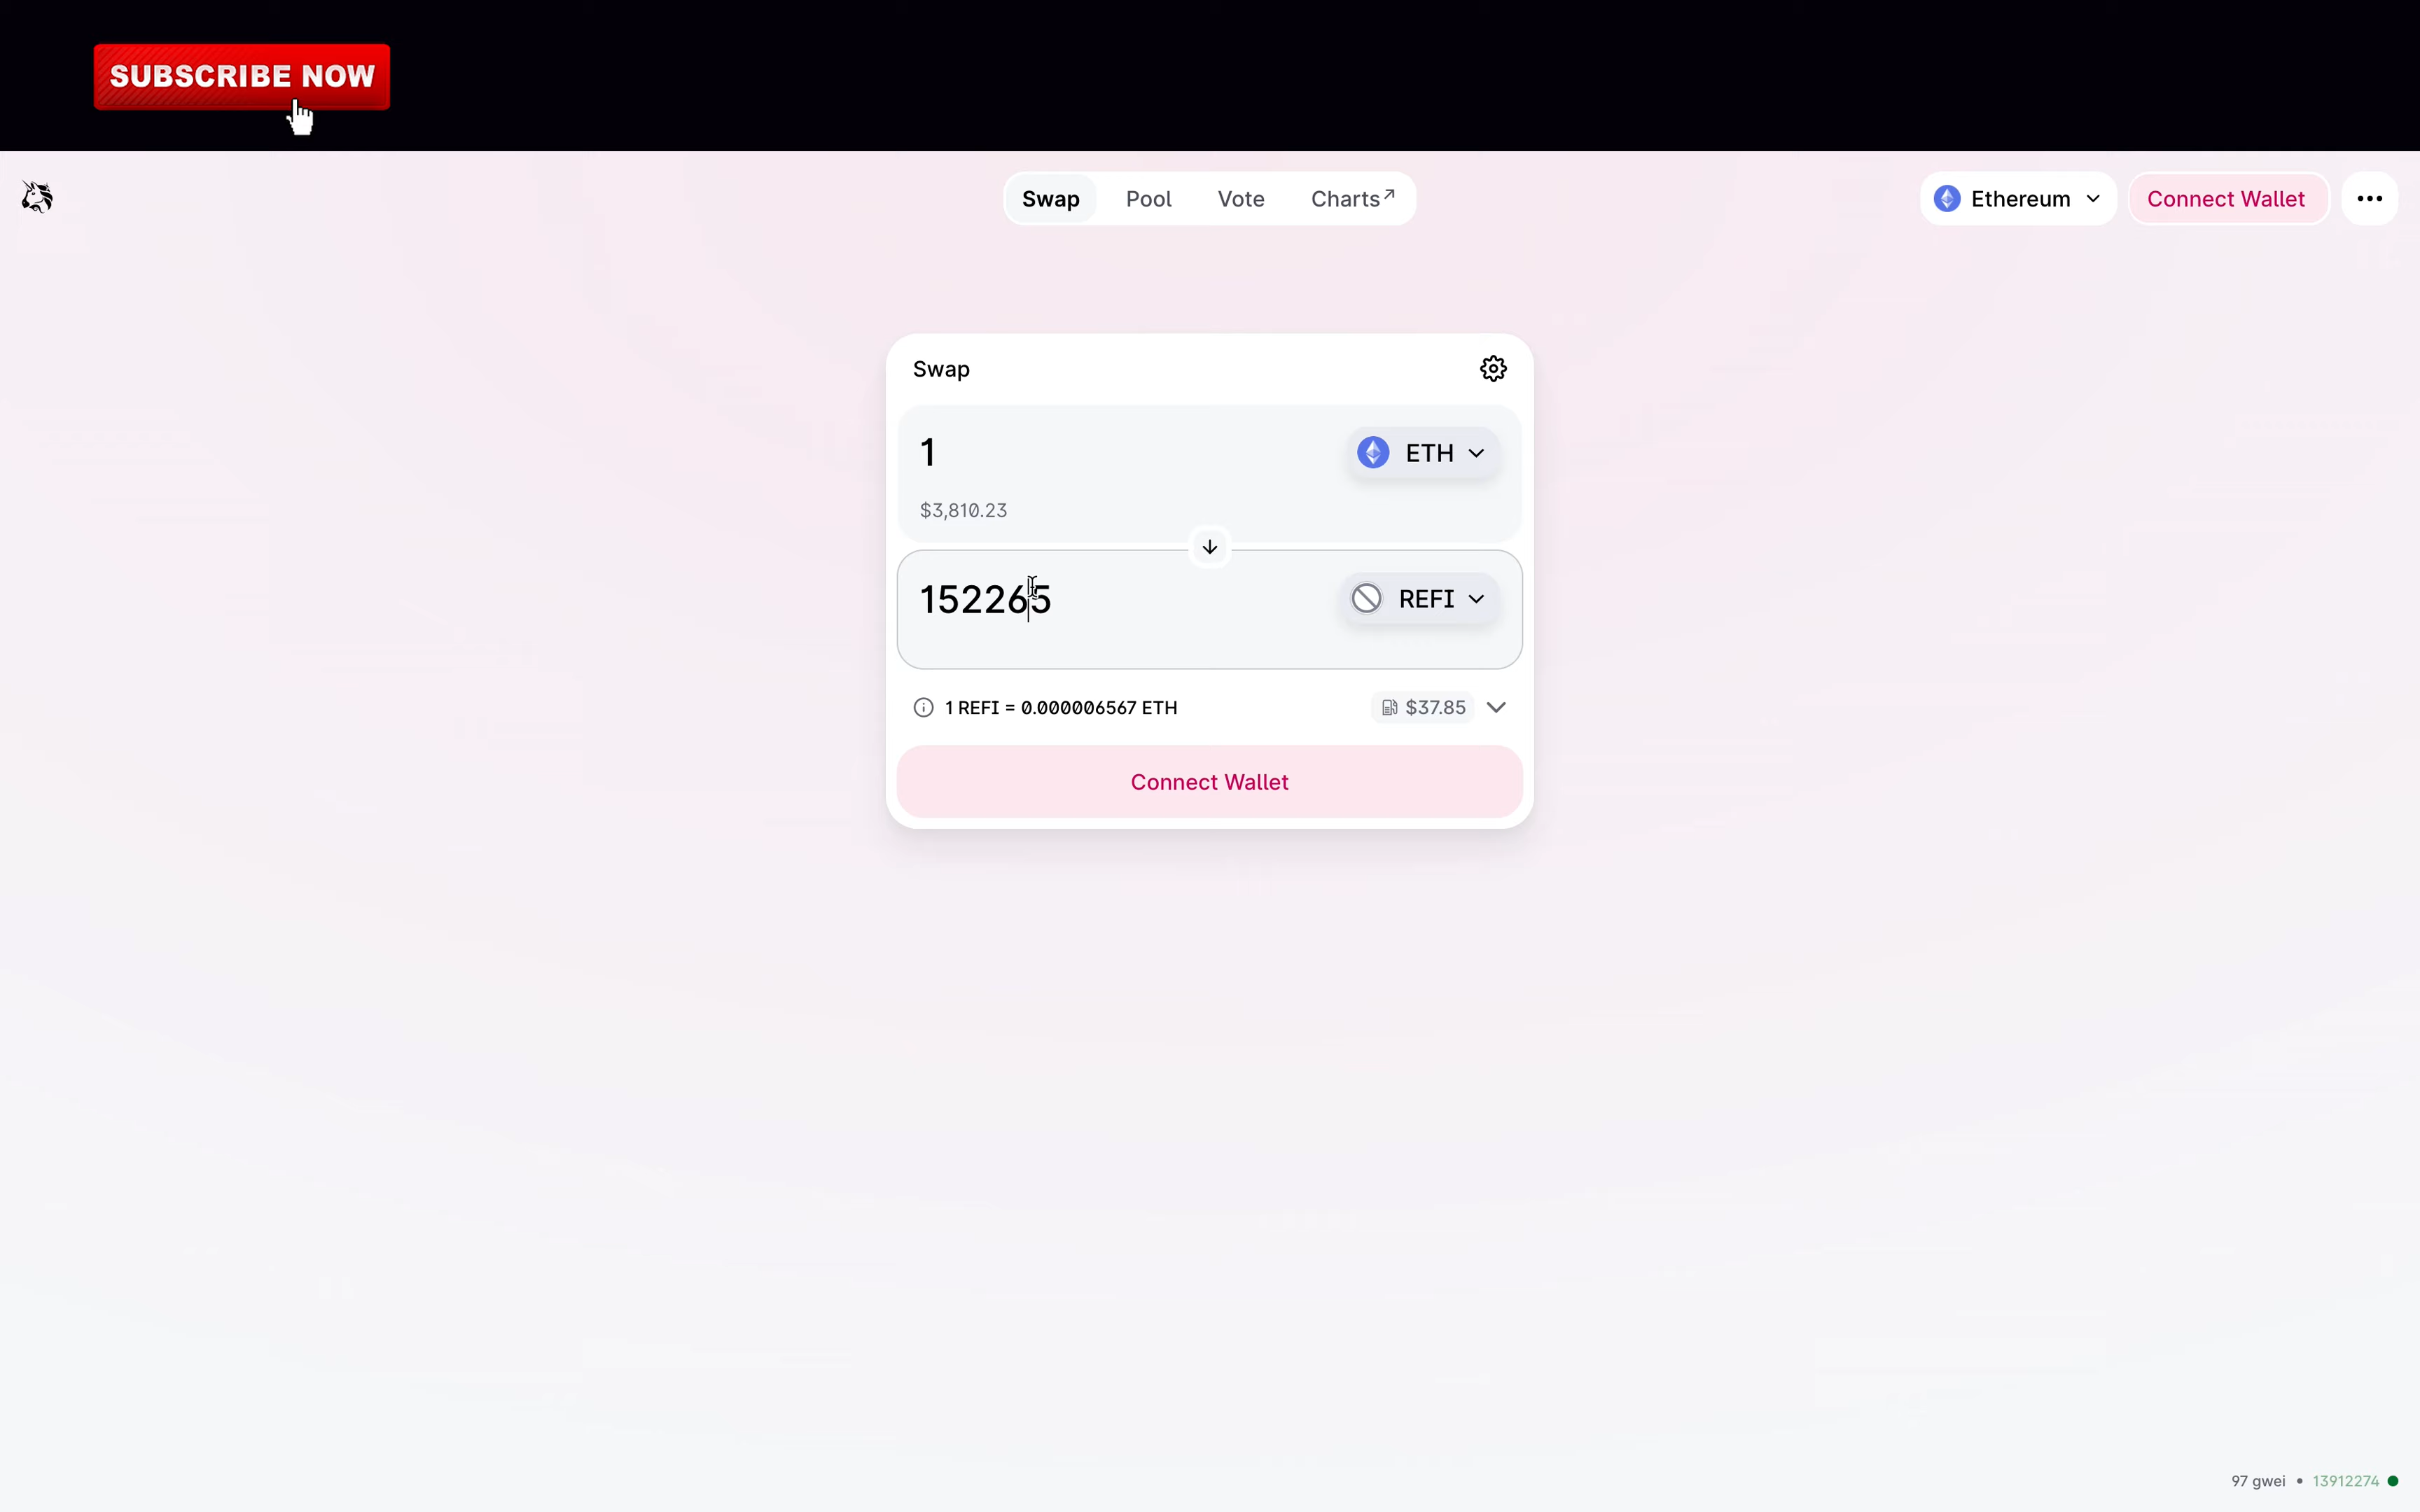 SUBSCRIBE NOW
Swap Pool Vote Charts↗ Ethereum Connect Wallet
Swap
1 ETH
$3,810.23
152265 REFI
1 REFI = 0.000006567 ETH $37.85
Connect Wallet
97 gwei • 13912274